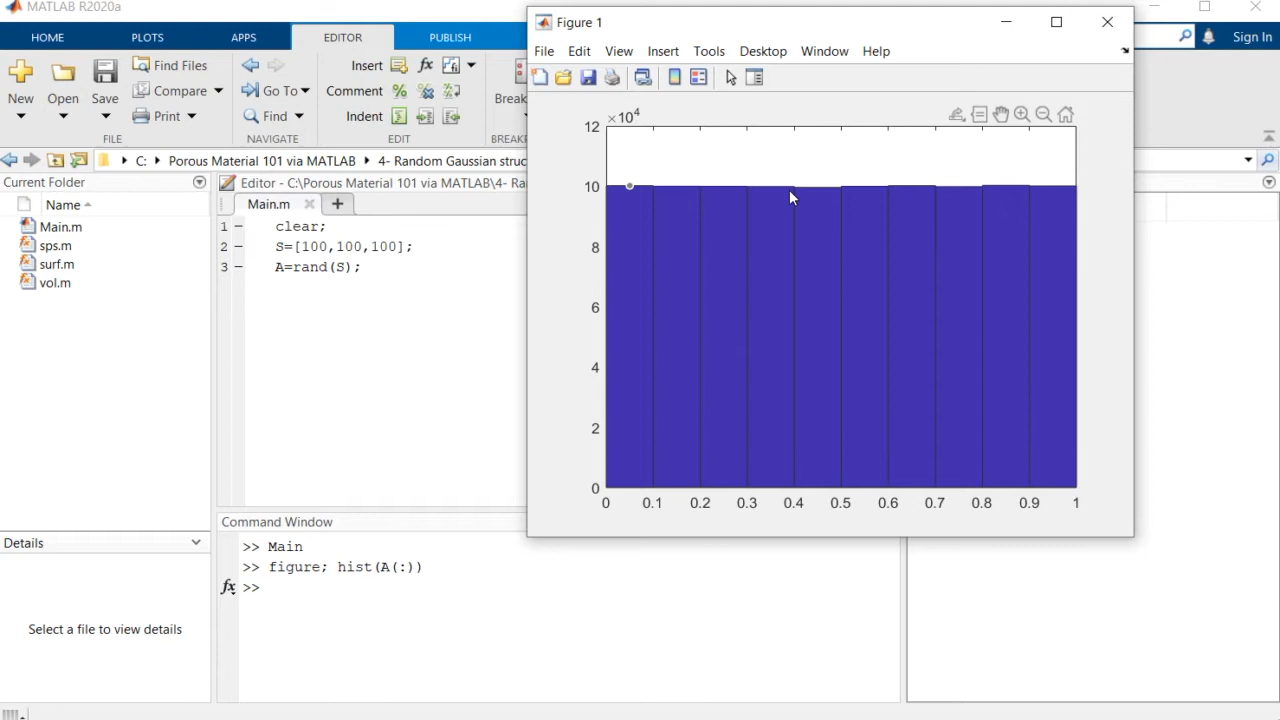 MATLAB R2020a
HOME PLOTS APPS EDITOR PUBLISH Sign In
New Open Save Find Files Compare Print FILE
Go To Find NAVIGATE
Insert fx Comment Indent EDIT
Break
BREAKP
C: Porous Material 101 via MATLAB 4- Random Gaussian struc
Current Folder
Name
Main.m
sps.m
surf.m
vol.m
Details
Select a file to view details
Editor - C:\Porous Material 101 via MATLAB\4- Ra
Main.m
1 – clear;
2 – S=[100,100,100];
3 – A=rand(S);
Command Window
>> Main
>> figure; hist(A(:))
fx >>
Figure 1
File Edit View Insert Tools Desktop Window Help
×10^4
12
10
8
6
4
2
0
0 0.1 0.2 0.3 0.4 0.5 0.6 0.7 0.8 0.9 1